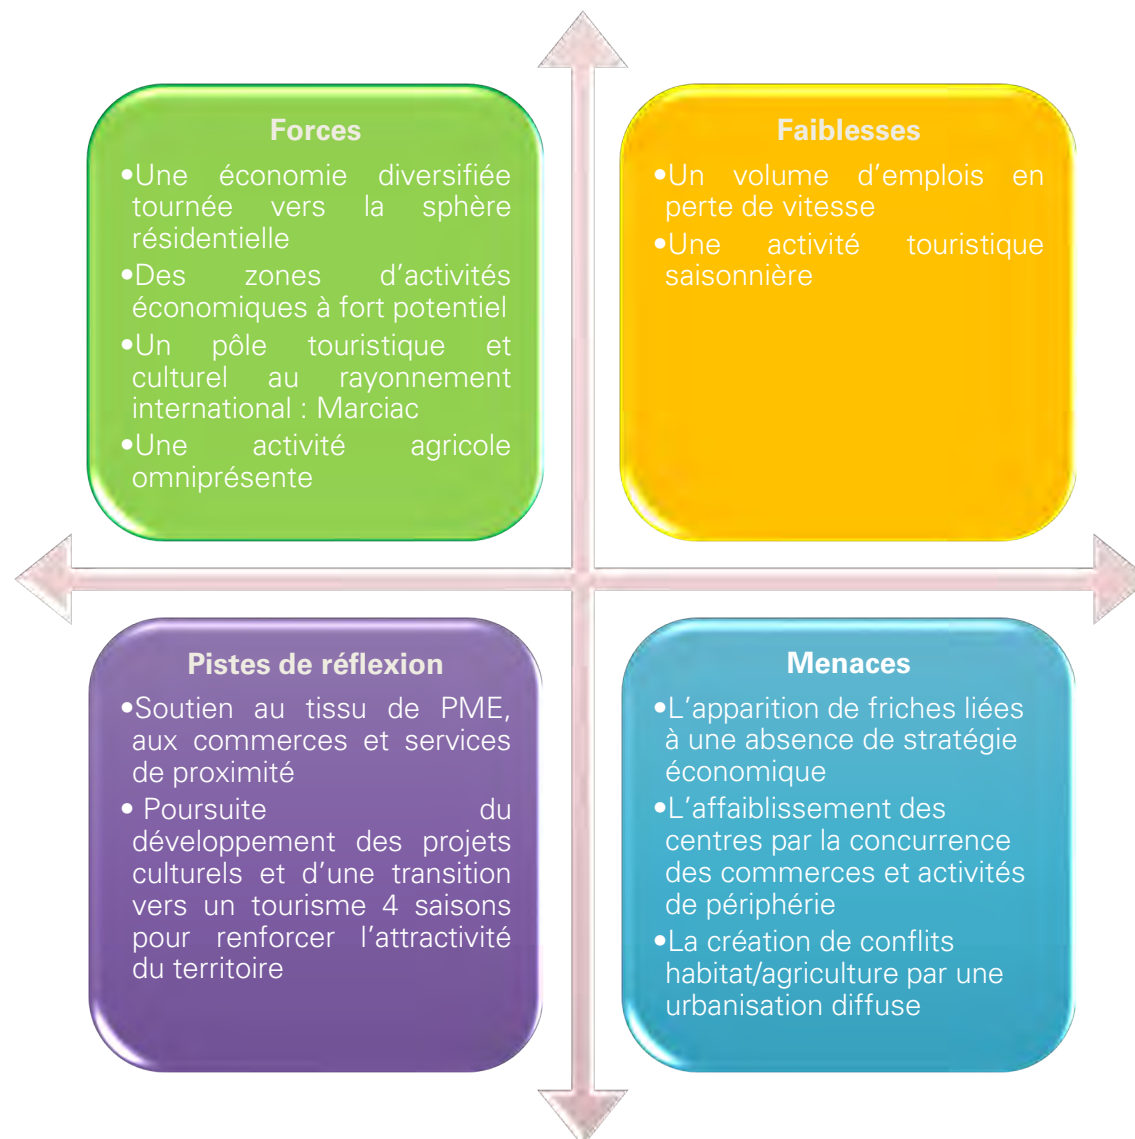 Forces
•Une économie diversifiée
tournée vers la sphère
résidentielle
•Des zones d’activités
économiques à fort potentiel
•Un pôle touristique et
culturel au rayonnement
international : Marciac
•Une activité agricole
omniprésente
Faiblesses
•Un volume d’emplois en
perte de vitesse
•Une activité touristique
saisonnière
Pistes de réflexion
•Soutien au tissu de PME,
aux commerces et services
de proximité
• Poursuite du
développement des projets
culturels et d’une transition
vers un tourisme 4 saisons
pour renforcer l’attractivité
du territoire
Menaces
•L’apparition de friches liées
à une absence de stratégie
économique
•L’affaiblissement des
centres par la concurrence
des commerces et activités
de périphérie
•La création de conflits
habitat/agriculture par une
urbanisation diffuse